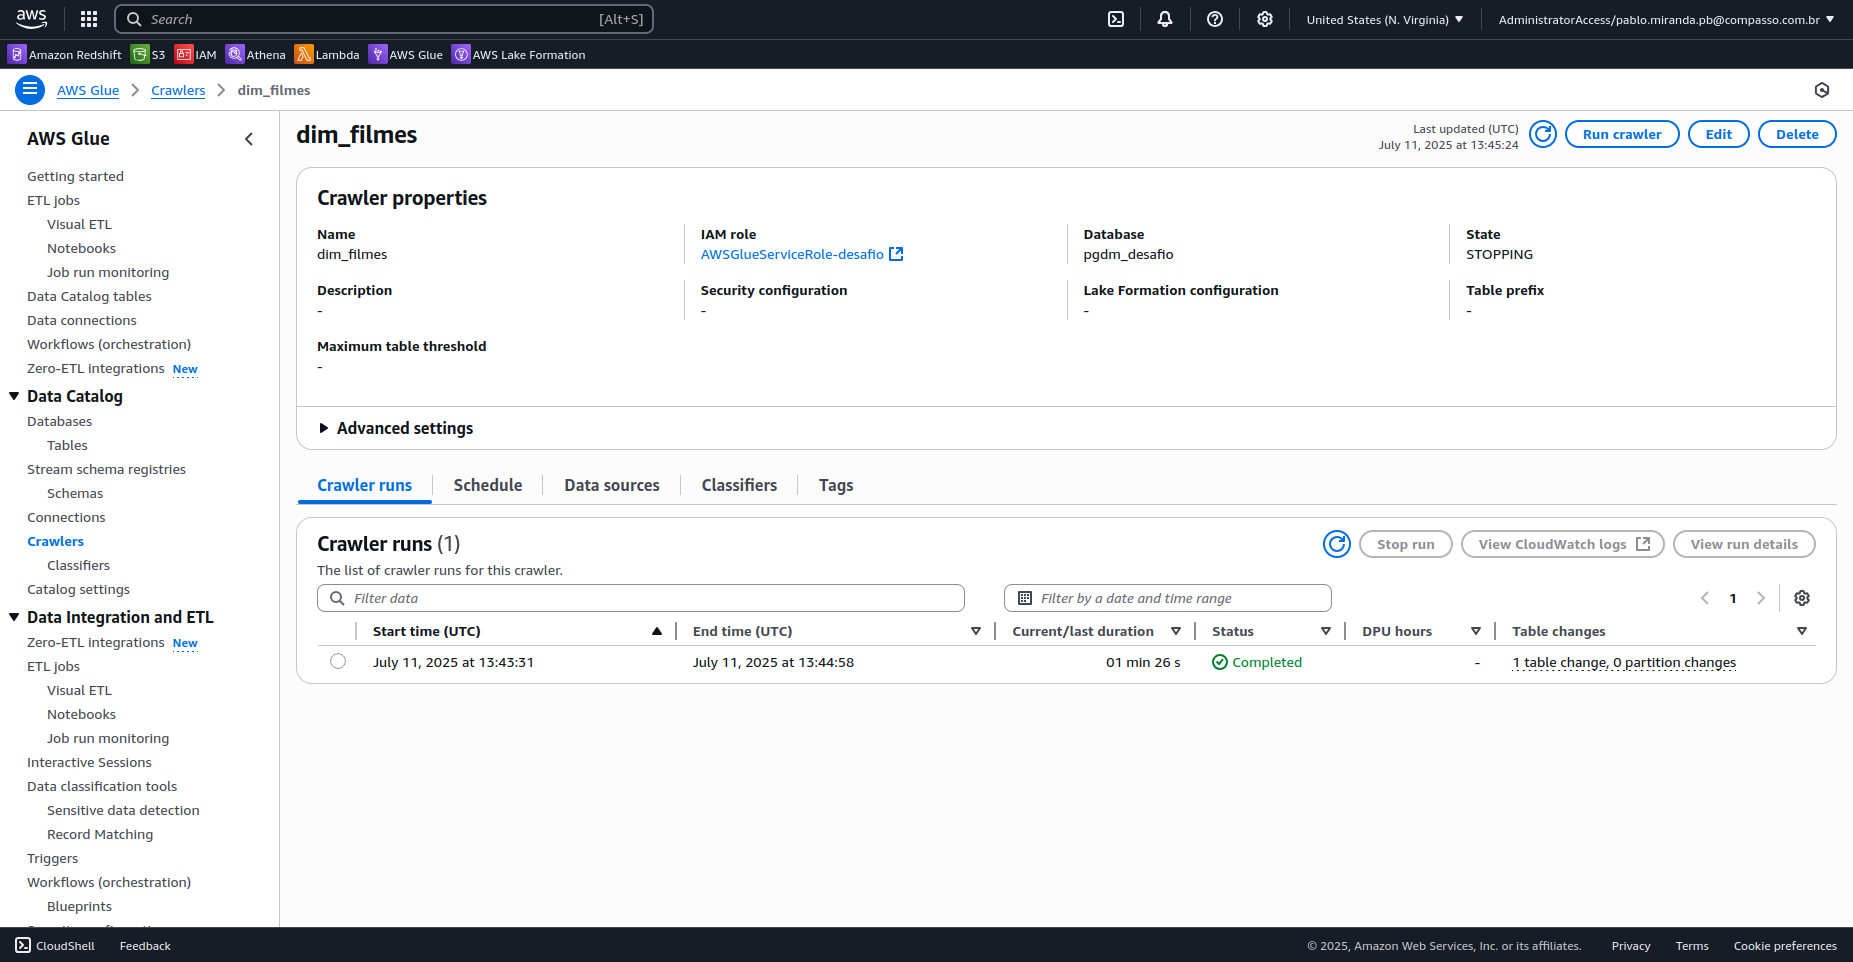 aws Search [Alt+S] United States (N. Virginia) AdministratorAccess/pablo.miranda.pb@compasso.com.br
Amazon Redshift S3 IAM Athena Lambda AWS Glue AWS Lake Formation
AWS Glue Crawlers dim_filmes
AWS Glue
Getting started
ETL jobs
Visual ETL
Notebooks
Job run monitoring
Data Catalog tables
Data connections
Workflows (orchestration)
Zero-ETL integrations New
Data Catalog
Databases
Tables
Stream schema registries
Schemas
Connections
Crawlers
Classifiers
Catalog settings
Data Integration and ETL
Zero-ETL integrations New
ETL jobs
Visual ETL
Notebooks
Job run monitoring
Interactive Sessions
Data classification tools
Sensitive data detection
Record Matching
Triggers
Workflows (orchestration)
Blueprints
dim_filmes
Last updated (UTC)
July 11, 2025 at 13:45:24
Run crawler Edit Delete
Crawler properties
Name IAM role Database State
dim_filmes AWSGlueServiceRole-desafio pgdm_desafio STOPPING
Description Security configuration Lake Formation configuration Table prefix
- - - -
Maximum table threshold
-
Advanced settings
Crawler runs Schedule Data sources Classifiers Tags
Crawler runs (1) Stop run View CloudWatch logs View run details
The list of crawler runs for this crawler.
Filter data Filter by a date and time range 1
Start time (UTC) End time (UTC) Current/last duration Status DPU hours Table changes
July 11, 2025 at 13:43:31 July 11, 2025 at 13:44:58 01 min 26 s Completed - 1 table change, 0 partition changes
CloudShell Feedback © 2025, Amazon Web Services, Inc. or its affiliates. Privacy Terms Cookie preferences